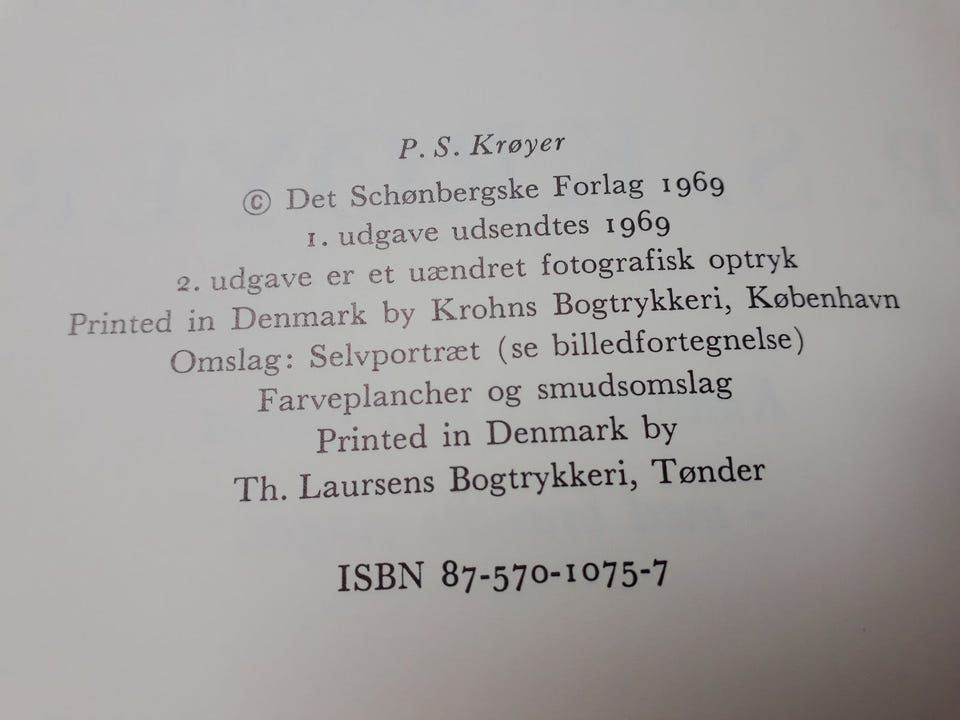 P. S. Krøyer
© Det Schønbergske Forlag 1969
1. udgave udsendtes 1969
2. udgave er et uændret fotografisk optryk
Printed in Denmark by Krohns Bogtrykkeri, København
Omslag: Selvportræt (se billedfortegnelse)
Farveplancher og smudsomslag
Printed in Denmark by
Th. Laursens Bogtrykkeri, Tønder
ISBN 87-570-1075-7